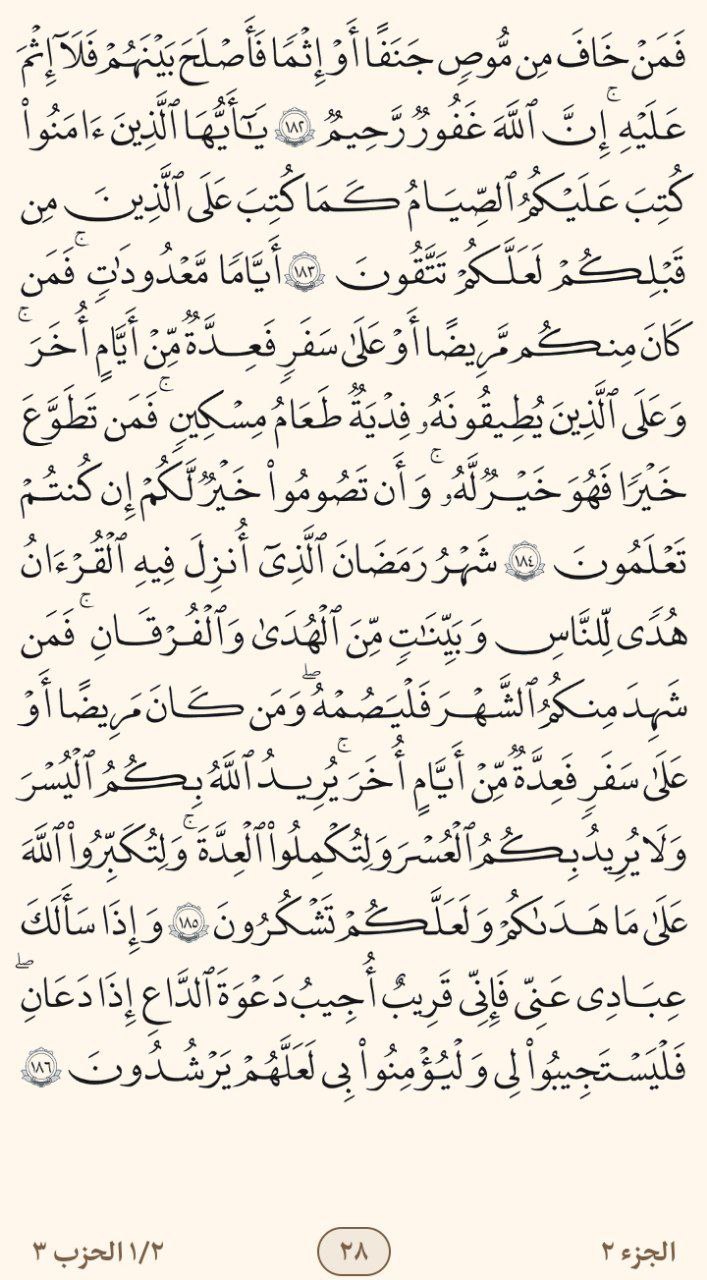 فَمَنْ خَافَ مِن مُّوصٍ جَنَفًا أَوْ إِثْمًا فَأَصْلَحَ بَيْنَهُمْ فَلَآ إِثْمَ
عَلَيْهِ ۚ إِنَّ ٱللَّهَ غَفُورٌ رَّحِيمٌ ١٨٢ يَـٰٓأَيُّهَا ٱلَّذِينَ ءَامَنُوا۟
كُتِبَ عَلَيْكُمُ ٱلصِّيَامُ كَمَا كُتِبَ عَلَى ٱلَّذِينَ مِن
قَبْلِكُمْ لَعَلَّكُمْ تَتَّقُونَ ١٨٣ أَيَّامًا مَّعْدُودَٰتٍ ۚ فَمَن
كَانَ مِنكُم مَّرِيضًا أَوْ عَلَىٰ سَفَرٍ فَعِدَّةٌ مِّنْ أَيَّامٍ أُخَرَ ۚ
وَعَلَى ٱلَّذِينَ يُطِيقُونَهُۥ فِدْيَةٌ طَعَامُ مِسْكِينٍ ۚ فَمَن تَطَوَّعَ
خَيْرًا فَهُوَ خَيْرٌ لَّهُۥ ۚ وَأَن تَصُومُوا۟ خَيْرٌ لَّكُمْ إِن كُنتُمْ
تَعْلَمُونَ ١٨٤ شَهْرُ رَمَضَانَ ٱلَّذِىٓ أُنزِلَ فِيهِ ٱلْقُرْءَانُ
هُدًى لِّلنَّاسِ وَبَيِّنَـٰتٍ مِّنَ ٱلْهُدَىٰ وَٱلْفُرْقَانِ ۚ فَمَن
شَهِدَ مِنكُمُ ٱلشَّهْرَ فَلْيَصُمْهُ ۖ وَمَن كَانَ مَرِيضًا أَوْ
عَلَىٰ سَفَرٍ فَعِدَّةٌ مِّنْ أَيَّامٍ أُخَرَ ۚ يُرِيدُ ٱللَّهُ بِكُمُ ٱلْيُسْرَ
وَلَا يُرِيدُ بِكُمُ ٱلْعُسْرَ وَلِتُكْمِلُوا۟ ٱلْعِدَّةَ ۚ وَلِتُكَبِّرُوا۟ ٱللَّهَ
عَلَىٰ مَا هَدَىٰكُمْ وَلَعَلَّكُمْ تَشْكُرُونَ ١٨٥ وَإِذَا سَأَلَكَ
عِبَادِى عَنِّى فَإِنِّى قَرِيبٌ أُجِيبُ دَعْوَةَ ٱلدَّاعِ إِذَا دَعَانِ ۖ
فَلْيَسْتَجِيبُوا۟ لِى وَلْيُؤْمِنُوا۟ بِى لَعَلَّهُمْ يَرْشُدُونَ ١٨٦
الجزء ٢ ٢٨ ١/٢ الحزب ٣